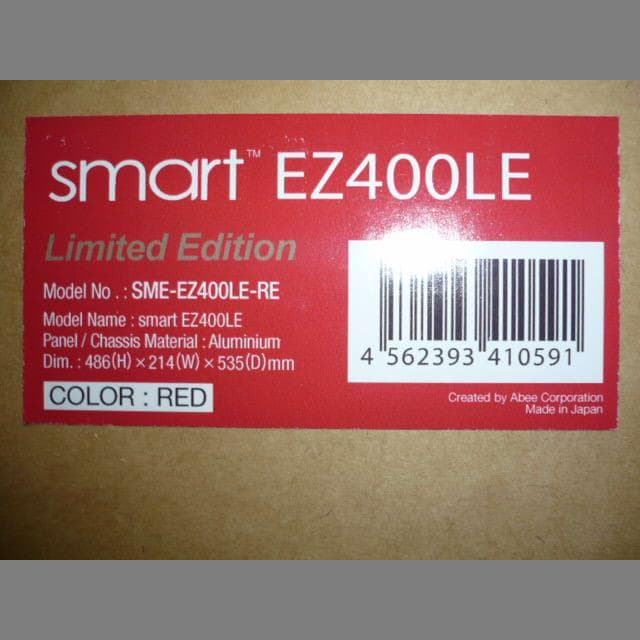 smart™ EZ400LE
Limited Edition
Model No. : SME-EZ400LE-RE
Model Name : smart EZ400LE
Panel / Chassis Material : Aluminium
Dim. : 486(H) × 214(W) × 535(D)mm
COLOR : RED
4 562393 410591
Created by Abee Corporation
Made in Japan